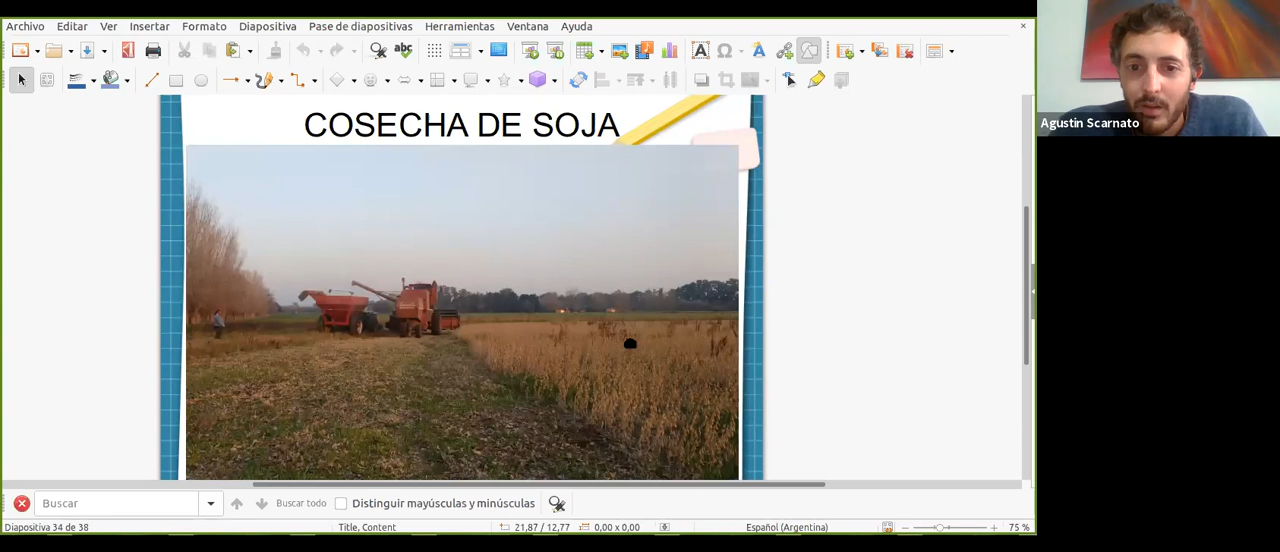 Archivo Editar Ver Insertar Formato Diapositiva Pase de diapositivas Herramientas Ventana Ayuda
abc
COSECHA DE SOJA
Agustin Scarnato
Buscar Buscar todo Distinguir mayúsculas y minúsculas
Diapositiva 34 de 38 Title, Content 21,87 / 12,77 0,00 x 0,00 Español (Argentina) 75 %